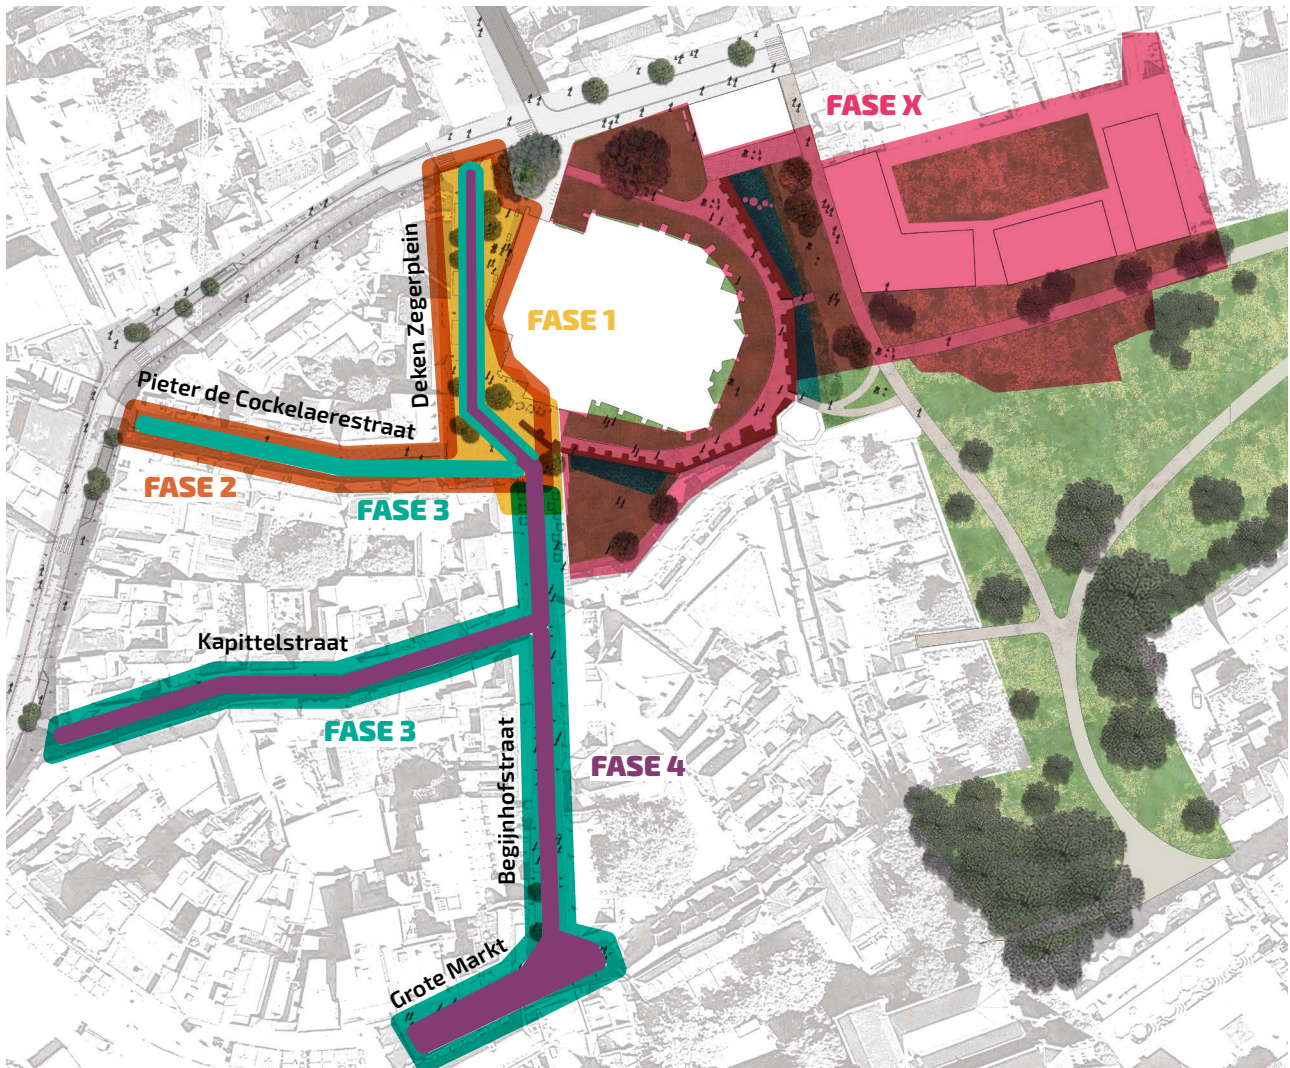 FASE X
Deken Zegerplein
FASE 1
Pieter de Cockelaerestraat
FASE 2
FASE 3
Kapittelstraat
FASE 3
Begijnhofstraat
FASE 4
Grote Markt